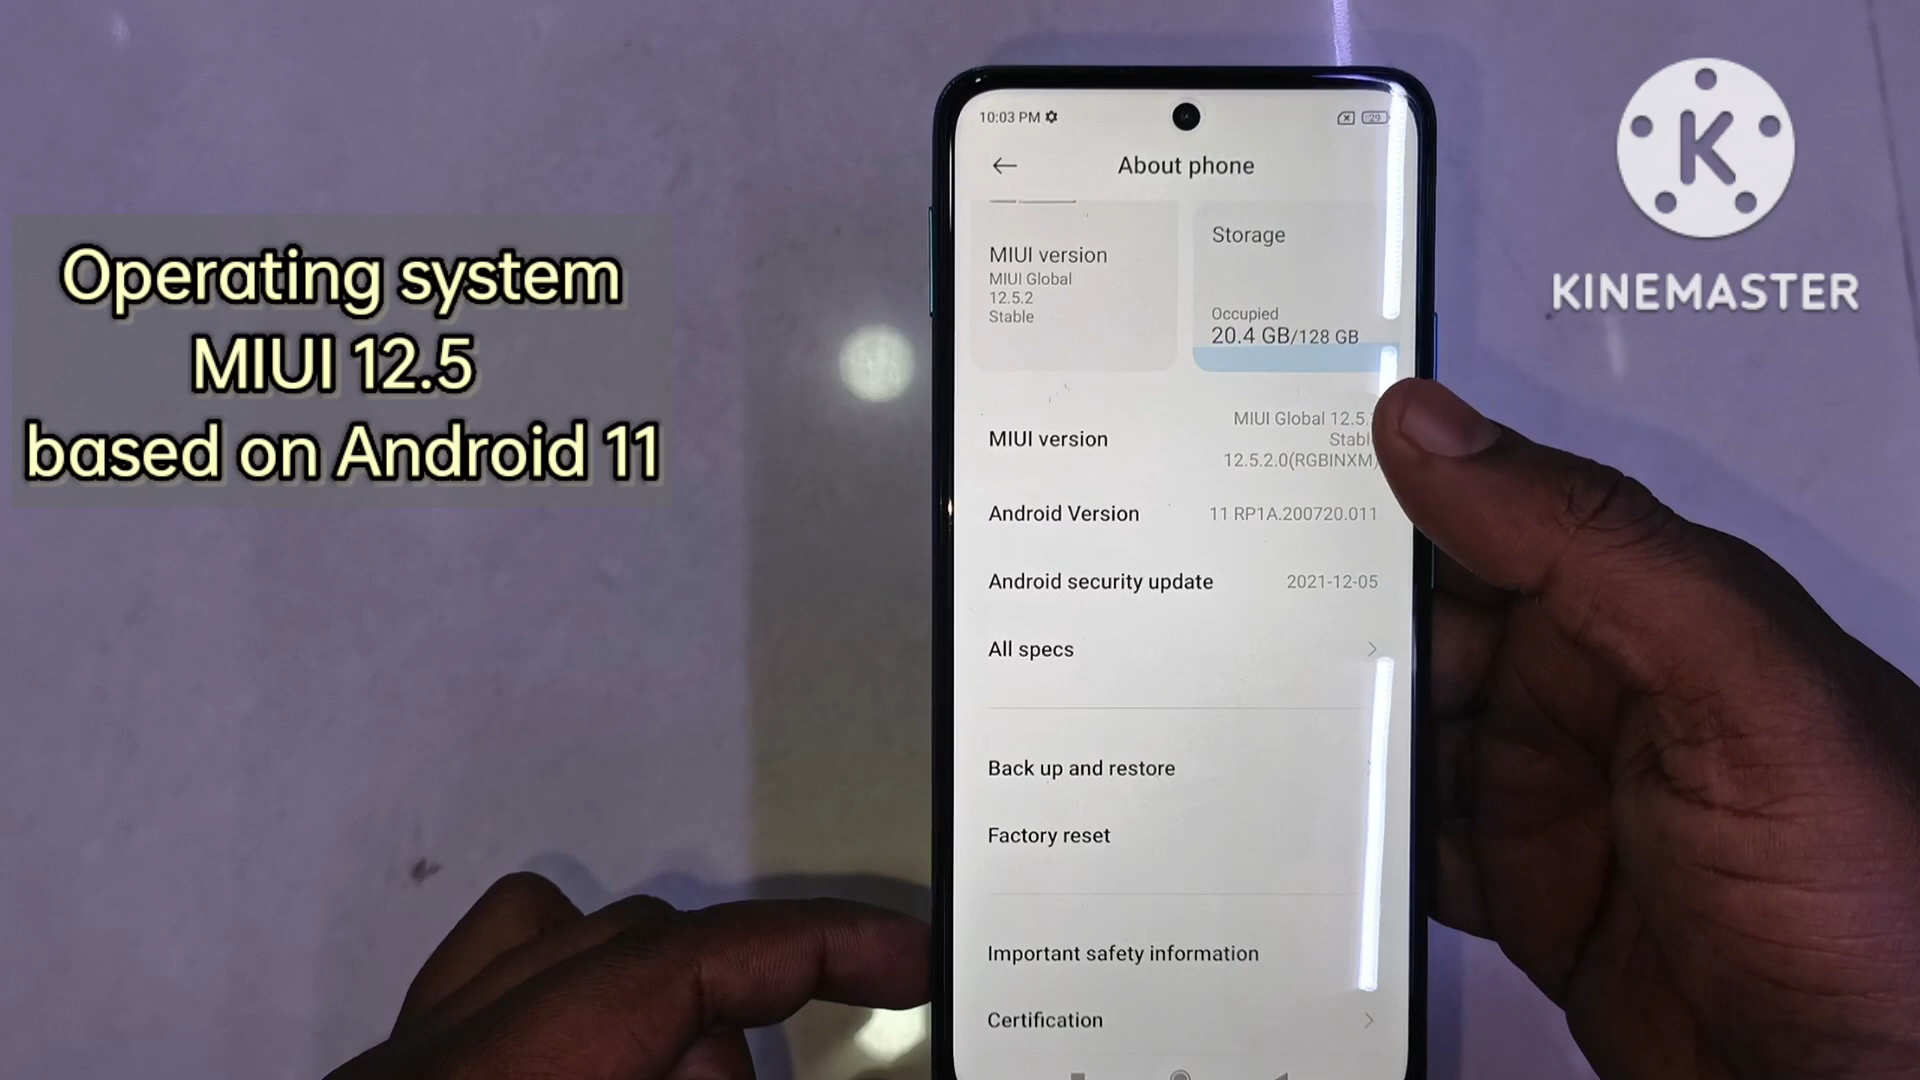 Operating system
MIUI 12.5
based on Android 11
KINEMASTER
10:03 PM
29
About phone
MIUI version
MIUI Global
12.5.2
Stable
Storage
Occupied
20.4 GB/128 GB
MIUI version
MIUI Global 12.5.
Stabl
12.5.2.0(RGBINXM)
Android Version
11 RP1A.200720.011
Android security update
2021-12-05
All specs
Back up and restore
Factory reset
Important safety information
Certification